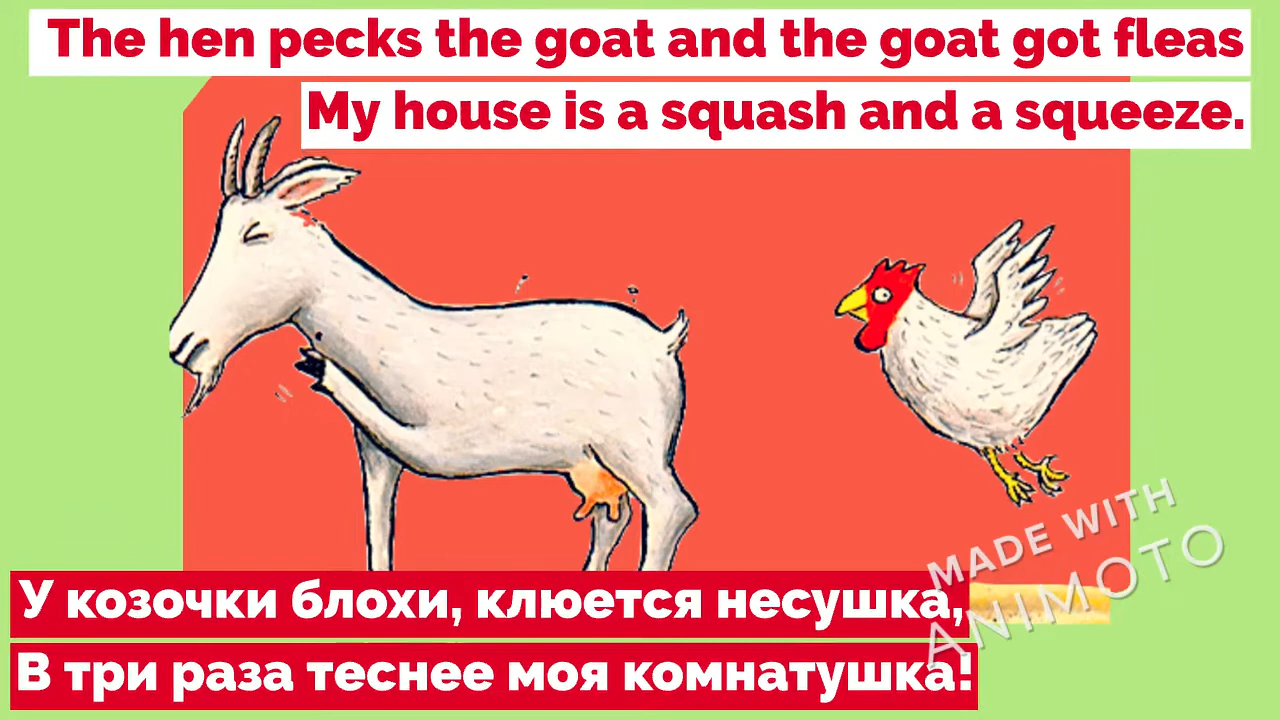 The hen pecks the goat and the goat got fleas
My house is a squash and a squeeze.
У козочки блохи, клюется несушка,
В три раза теснее моя комнатушка!
MADE WITH
ANIMOTO